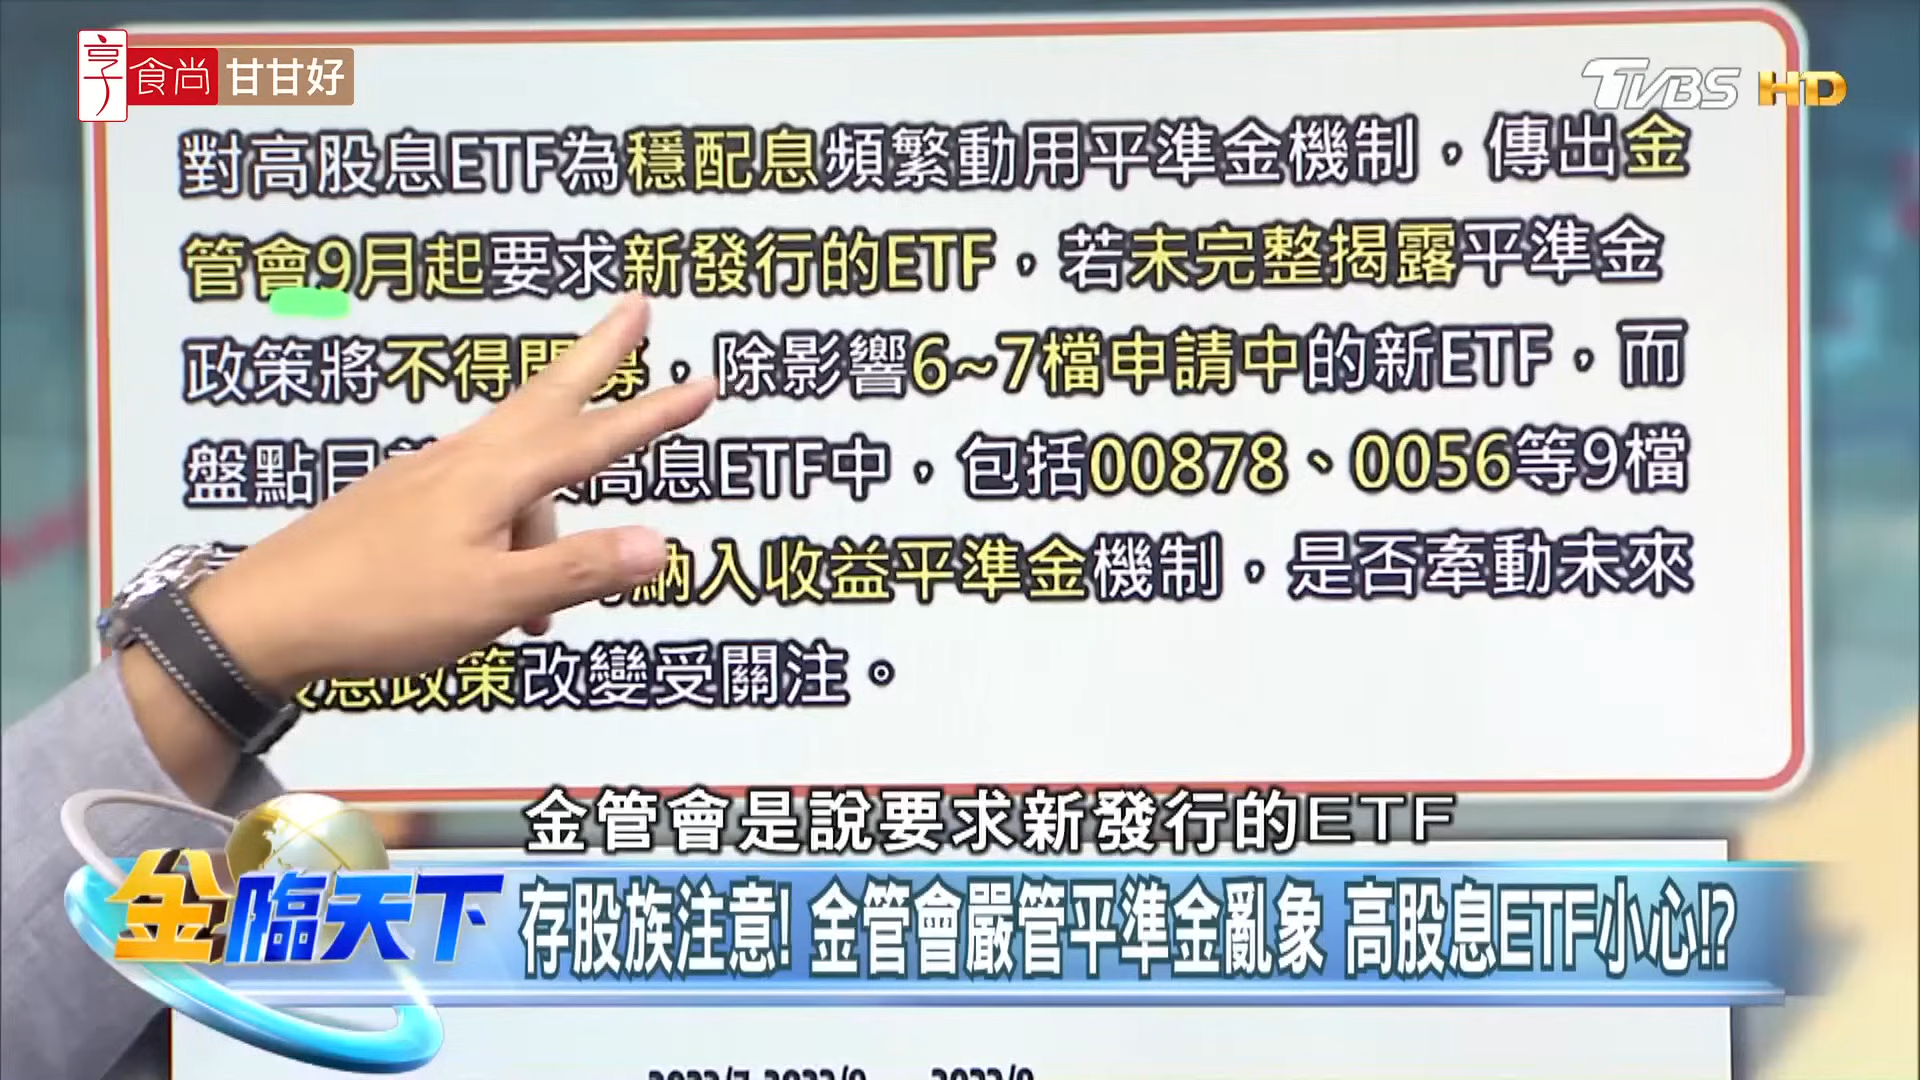 享食尚 甘甘好
TVBS HD
對高股息ETF為穩配息頻繁動用平準金機制，傳出金
管會9月起要求新發行的ETF，若未完整揭露平準金
政策將不得募，除影響6~7檔申請中的新ETF，而
盤點目高息ETF中，包括00878、0056等9檔
納入收益平準金機制，是否牽動未來
息政策改變受關注。
金管會是說要求新發行的ETF
金臨天下
存股族注意! 金管會嚴管平準金亂象 高股息ETF小心!?